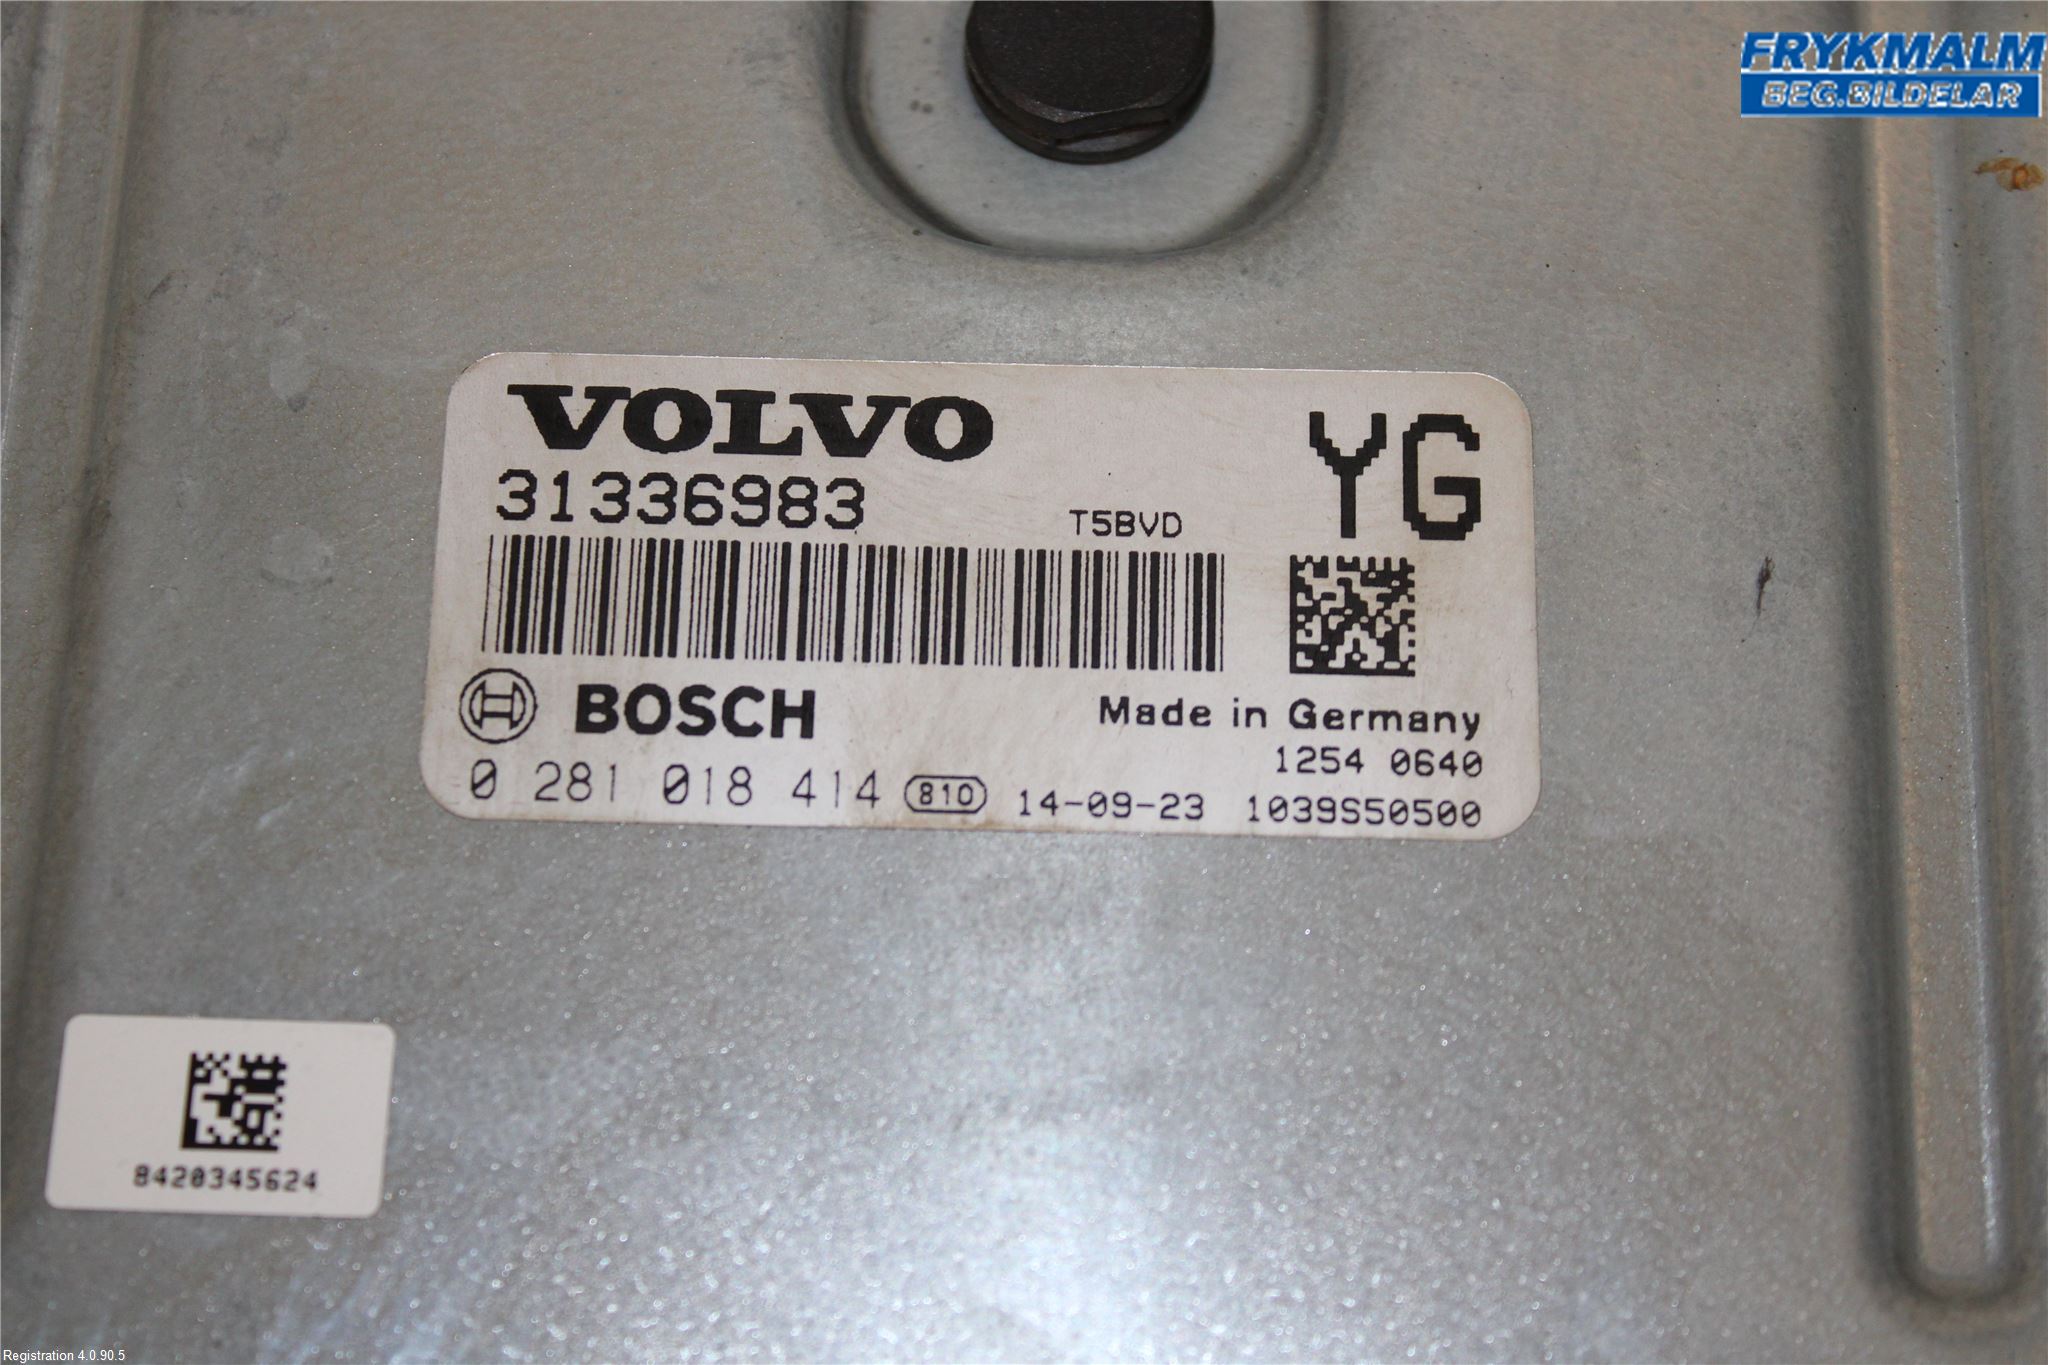 FRYKMALM
BEG.BILDELAR
VOLVO
YG
31336983
T5BVD
BOSCH
Made in Germany
1254 0640
0 281 018 414 810 14-09-23 1039S50500
8420345624
Registration 4.0.90.5